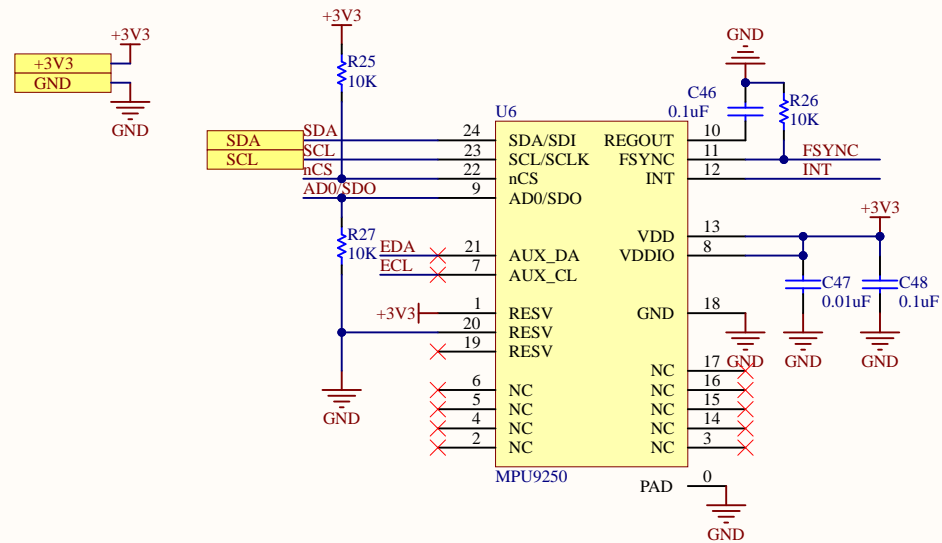 +3V3
+3V3
GND
GND
+3V3
R25
10K
SDA
SCL
SDA
SCL
nCS
AD0/SDO
R27
10K
EDA
ECL
+3V3
GND
U6
24 SDA/SDI
23 SCL/SCLK
22 nCS
9 AD0/SDO
21 AUX_DA
7 AUX_CL
1 RESV
20 RESV
19 RESV
6 NC
5 NC
4 NC
2 NC
REGOUT 10
FSYNC 11
INT 12
VDD 13
VDDIO 8
GND 18
NC 17
NC 16
NC 15
NC 14
NC 3
MPU9250
PAD 0
GND
GND
C46
0.1uF
R26
10K
FSYNC
INT
+3V3
C47
0.01uF
C48
0.1uF
GND
GND
GND